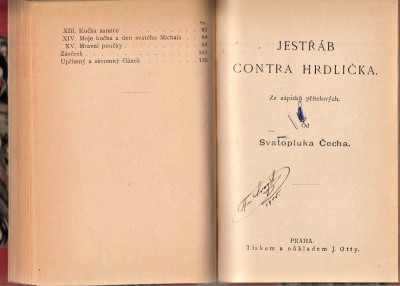 XIII. Kočka samice
XIV. Moje kočka a den svatého Michala
XV. Mravní poučky
Závěrek
Upřímný a skromný článek
JESTŘÁB
CONTRA HRDLIČKA.
Ze zápisků přítelových.
Od
Svatopluka Čecha.
PRAHA.
Tiskem a nákladem J. Otty.